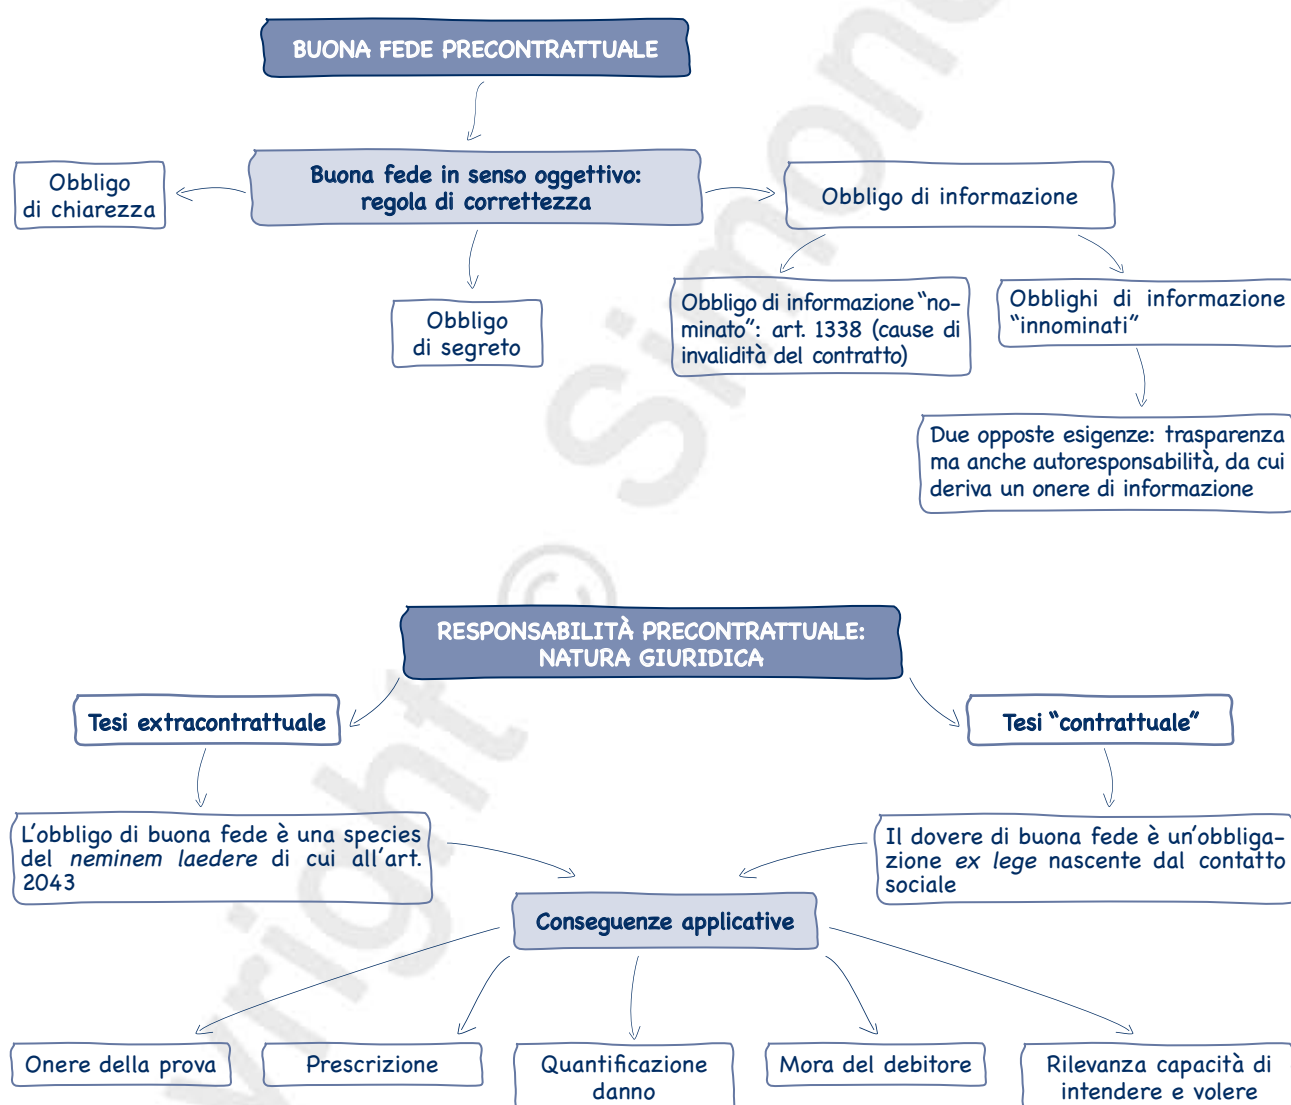 BUONA FEDE PRECONTRATTUALE
Obbligo
di chiarezza
Buona fede in senso oggettivo:
regola di correttezza
Obbligo di informazione
Obbligo
di segreto
Obbligo di informazione “no-
minato”: art. 1338 (cause di
invalidità del contratto)
Obblighi di informazione
“innominati”
Due opposte esigenze: trasparenza
ma anche autoresponsabilità, da cui
deriva un onere di informazione
RESPONSABILITÀ PRECONTRATTUALE:
NATURA GIURIDICA
Tesi extracontrattuale
Tesi “contrattuale”
L’obbligo di buona fede è una species
del neminem laedere di cui all’art.
2043
Il dovere di buona fede è un’obbliga-
zione ex lege nascente dal contatto
sociale
Conseguenze applicative
Onere della prova
Prescrizione
Quantificazione
danno
Mora del debitore
Rilevanza capacità di
intendere e volere
yright © Simon